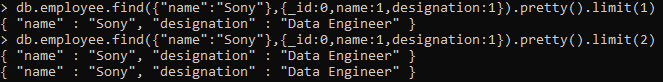 > db.employee.find({"name":"Sony"},{_id:0,name:1,designation:1}).pretty().limit(1)
{ "name" : "Sony", "designation" : "Data Engineer" }
> db.employee.find({"name":"Sony"},{_id:0,name:1,designation:1}).pretty().limit(2)
{ "name" : "Sony", "designation" : "Data Engineer" }
{ "name" : "Sony", "designation" : "Data Engineer" }